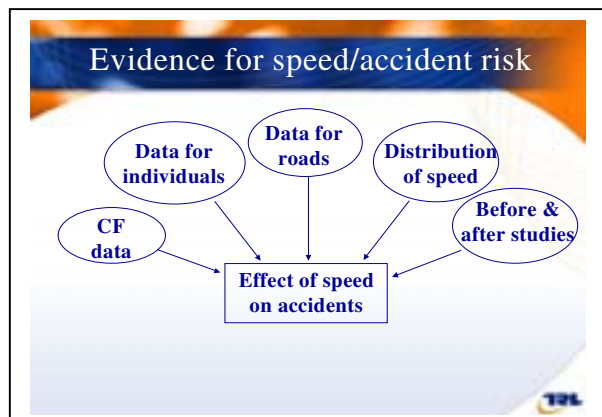 Evidence for speed/accident risk
Data for
roads
Data for
individuals
Distribution
of speed
CF
data
Before &
after studies
Effect of speed
on accidents
TRL